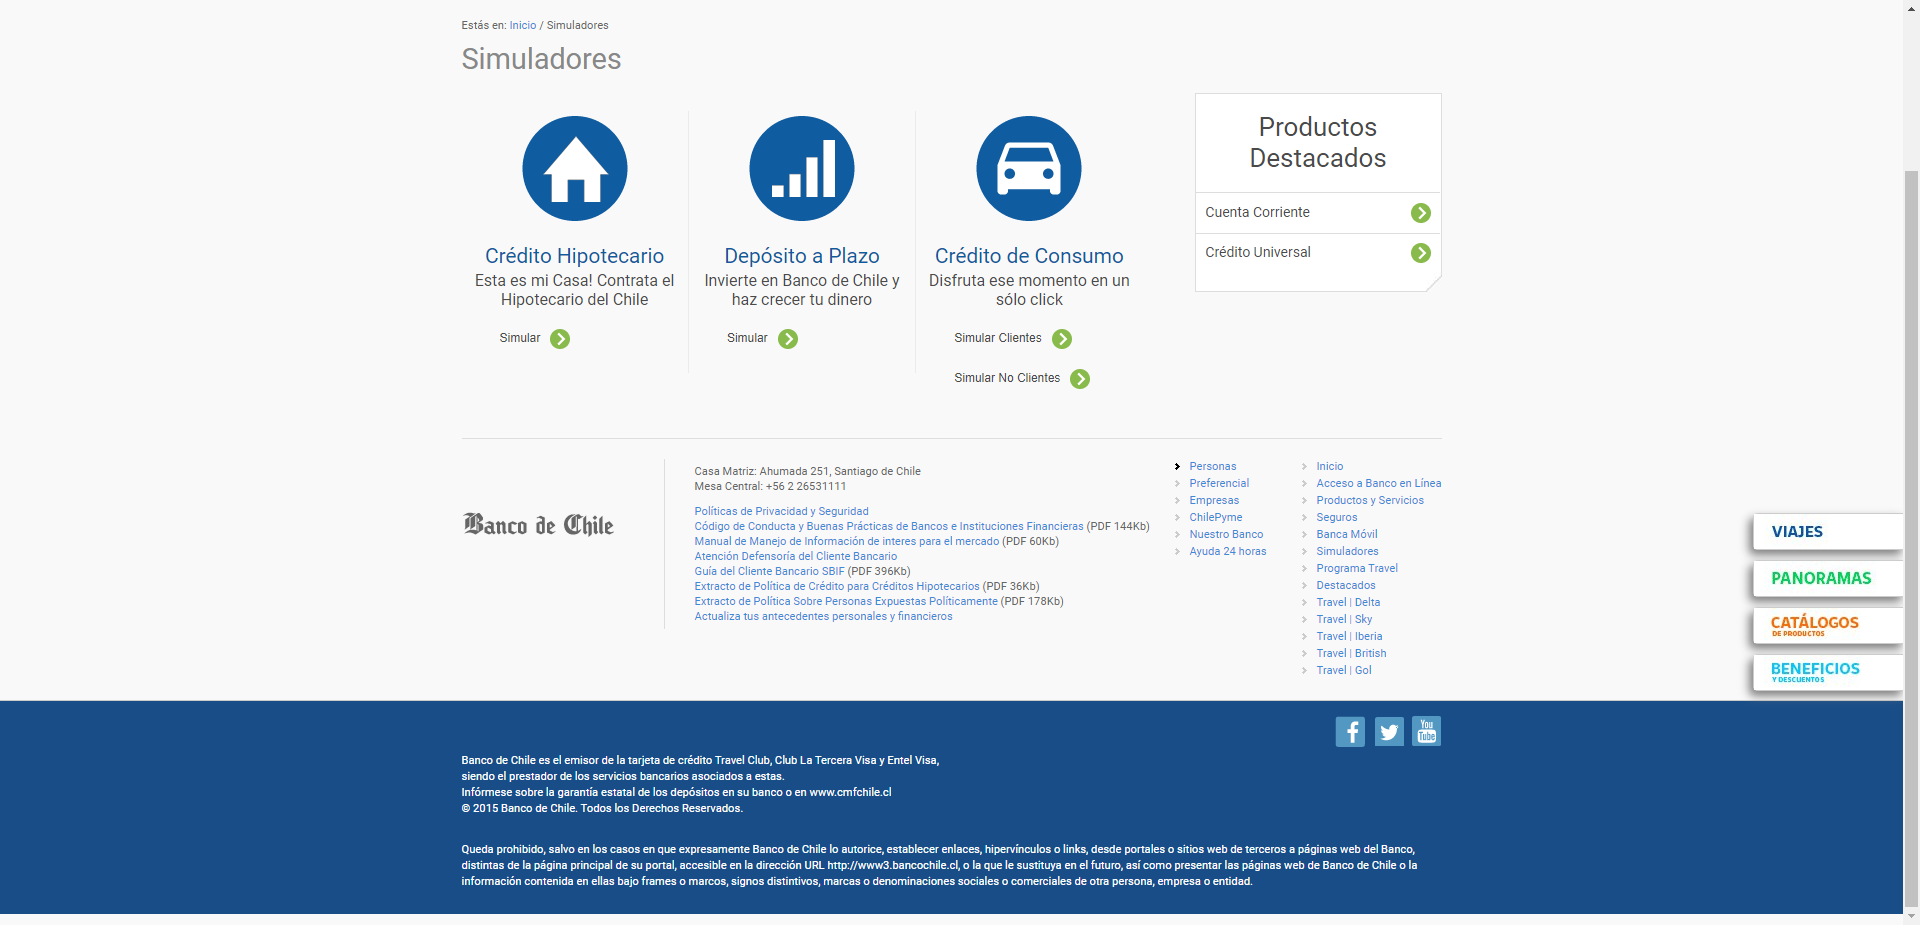 Estás en: Inicio / Simuladores
Simuladores
Crédito Hipotecario
Esta es mi Casa! Contrata el
Hipotecario del Chile
Simular
Depósito a Plazo
Invierte en Banco de Chile y
haz crecer tu dinero
Simular
Crédito de Consumo
Disfruta ese momento en un
sólo click
Simular Clientes
Simular No Clientes
Productos
Destacados
Cuenta Corriente
Crédito Universal
Banco de Chile
Casa Matriz: Ahumada 251, Santiago de Chile
Mesa Central: +56 2 26531111
Políticas de Privacidad y Seguridad
Código de Conducta y Buenas Prácticas de Bancos e Instituciones Financieras (PDF 144Kb)
Manual de Manejo de Información de interes para el mercado (PDF 60Kb)
Atención Defensoría del Cliente Bancario
Guía del Cliente Bancario SBIF (PDF 396Kb)
Extracto de Política de Crédito para Créditos Hipotecarios (PDF 36Kb)
Extracto de Política Sobre Personas Expuestas Políticamente (PDF 178Kb)
Actualiza tus antecedentes personales y financieros
Personas
Preferencial
Empresas
ChilePyme
Nuestro Banco
Ayuda 24 horas
Inicio
Acceso a Banco en Línea
Productos y Servicios
Seguros
Banca Móvil
Simuladores
Programa Travel
Destacados
Travel | Delta
Travel | Sky
Travel | Iberia
Travel | British
Travel | Gol
VIAJES
PANORAMAS
CATÁLOGOS
DE PRODUCTOS
BENEFICIOS
Y DESCUENTOS
You
Tube
Banco de Chile es el emisor de la tarjeta de crédito Travel Club, Club La Tercera Visa y Entel Visa,
siendo el prestador de los servicios bancarios asociados a estas.
Infórmese sobre la garantía estatal de los depósitos en su banco o en www.cmfchile.cl
© 2015 Banco de Chile. Todos los Derechos Reservados.
Queda prohibido, salvo en los casos en que expresamente Banco de Chile lo autorice, establecer enlaces, hipervínculos o links, desde portales o sitios web de terceros a páginas web del Banco,
distintas de la página principal de su portal, accesible en la dirección URL http://www3.bancochile.cl, o la que le sustituya en el futuro, así como presentar las páginas web de Banco de Chile o la
información contenida en ellas bajo frames o marcos, signos distintivos, marcas o denominaciones sociales o comerciales de otra persona, empresa o entidad.